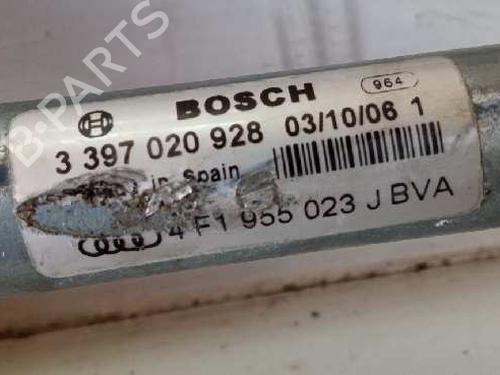 B-PARTS
964
BOSCH
3 397 020 928 03/10/06 1
in Spain
4F1 955 023 J BVA